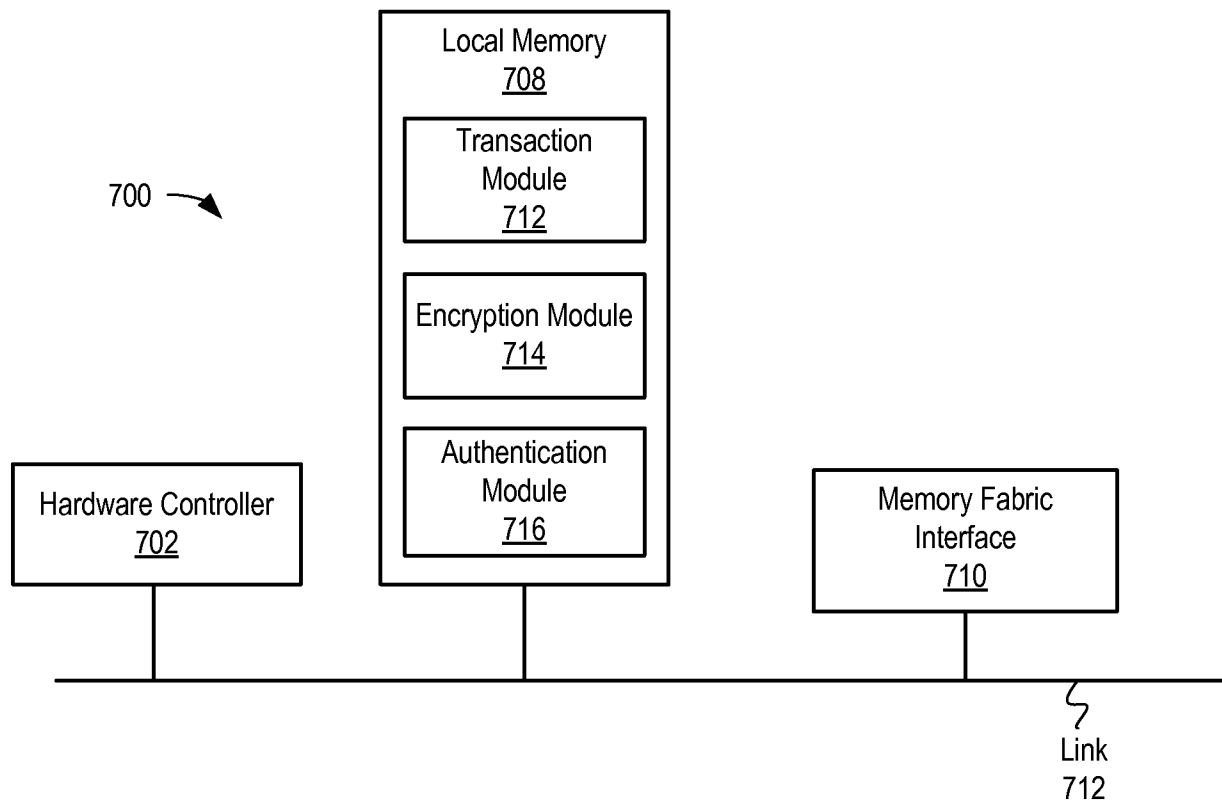 Local Memory
708
Transaction
Module
712
700
Encryption Module
714
Authentication
Module
716
Hardware Controller
702
Memory Fabric
Interface
710
Link
712